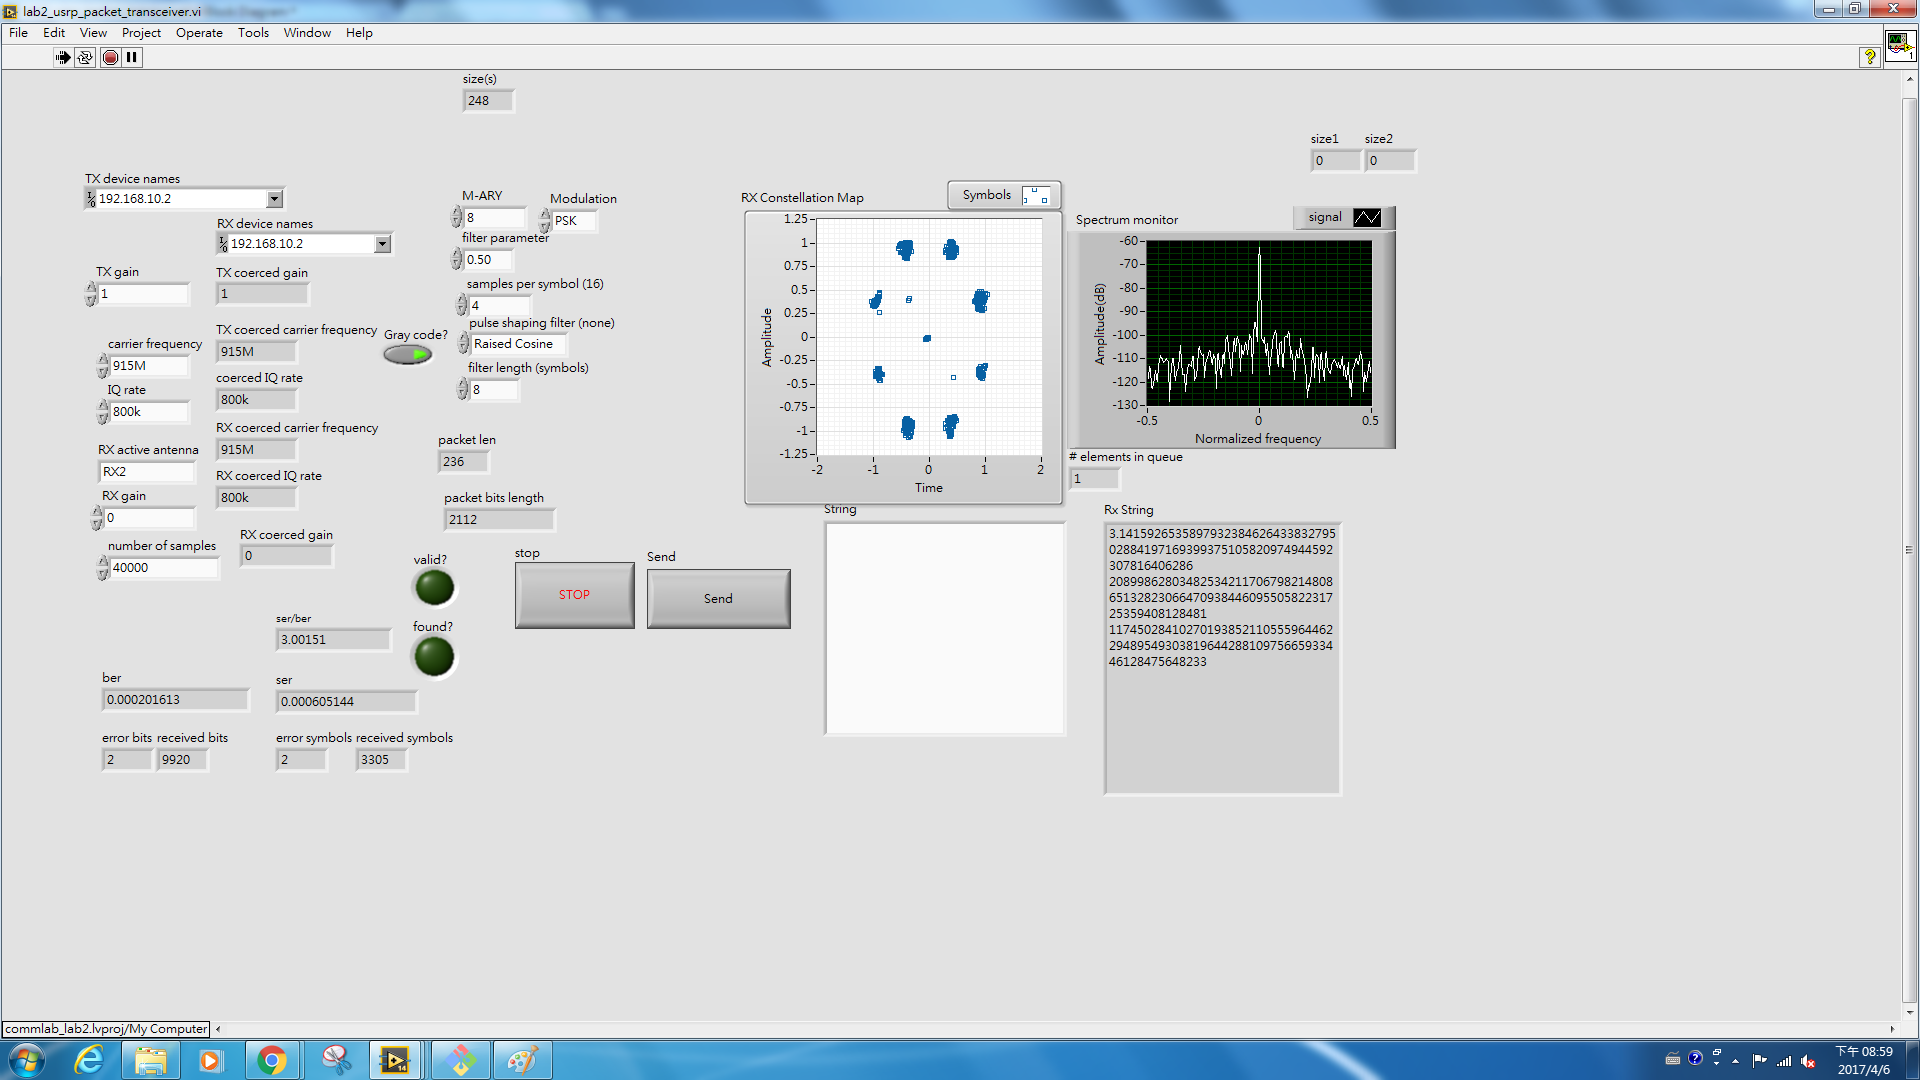 lab2_usrp_packet_transceiver.vi
File Edit View Project Operate Tools Window Help
size(s)
248
size1 size2
0 0
TX device names
192.168.10.2
RX device names
192.168.10.2
M-ARY
8
Modulation
PSK
filter parameter
0.50
TX gain
1
TX coerced gain
1
samples per symbol (16)
4
TX coerced carrier frequency
915M
Gray code?
pulse shaping filter (none)
Raised Cosine
carrier frequency
915M
filter length (symbols)
8
coerced IQ rate
800k
IQ rate
800k
RX coerced carrier frequency
915M
RX active antenna
RX2
packet len
236
RX coerced IQ rate
800k
RX gain
0
packet bits length
2112
RX coerced gain
0
number of samples
40000
valid?
found?
stop
STOP
Send
Send
ser/ber
3.00151
ber
0.000201613
ser
0.000605144
error bits received bits
2 9920
error symbols received symbols
2 3305
RX Constellation Map
Symbols
1.25
1
0.75
0.5
0.25
0
-0.25
-0.5
-0.75
-1
-1.25
Amplitude
-2 -1 0 1 2
Time
Spectrum monitor
signal
-60
-70
-80
-90
-100
-110
-120
-130
Amplitude(dB)
-0.5 0 0.5
Normalized frequency
# elements in queue
1
String
Rx String
3.1415926535897932384626433832795
02884197169399375105820974944592
307816406286
20899862803482534211706798214808
65132823066470938446095505822317
25359408128481
11745028410270193852110555964462
29489549303819644288109756659334
46128475648233
commlab_lab2.lvproj/My Computer
下午 08:59
2017/4/6